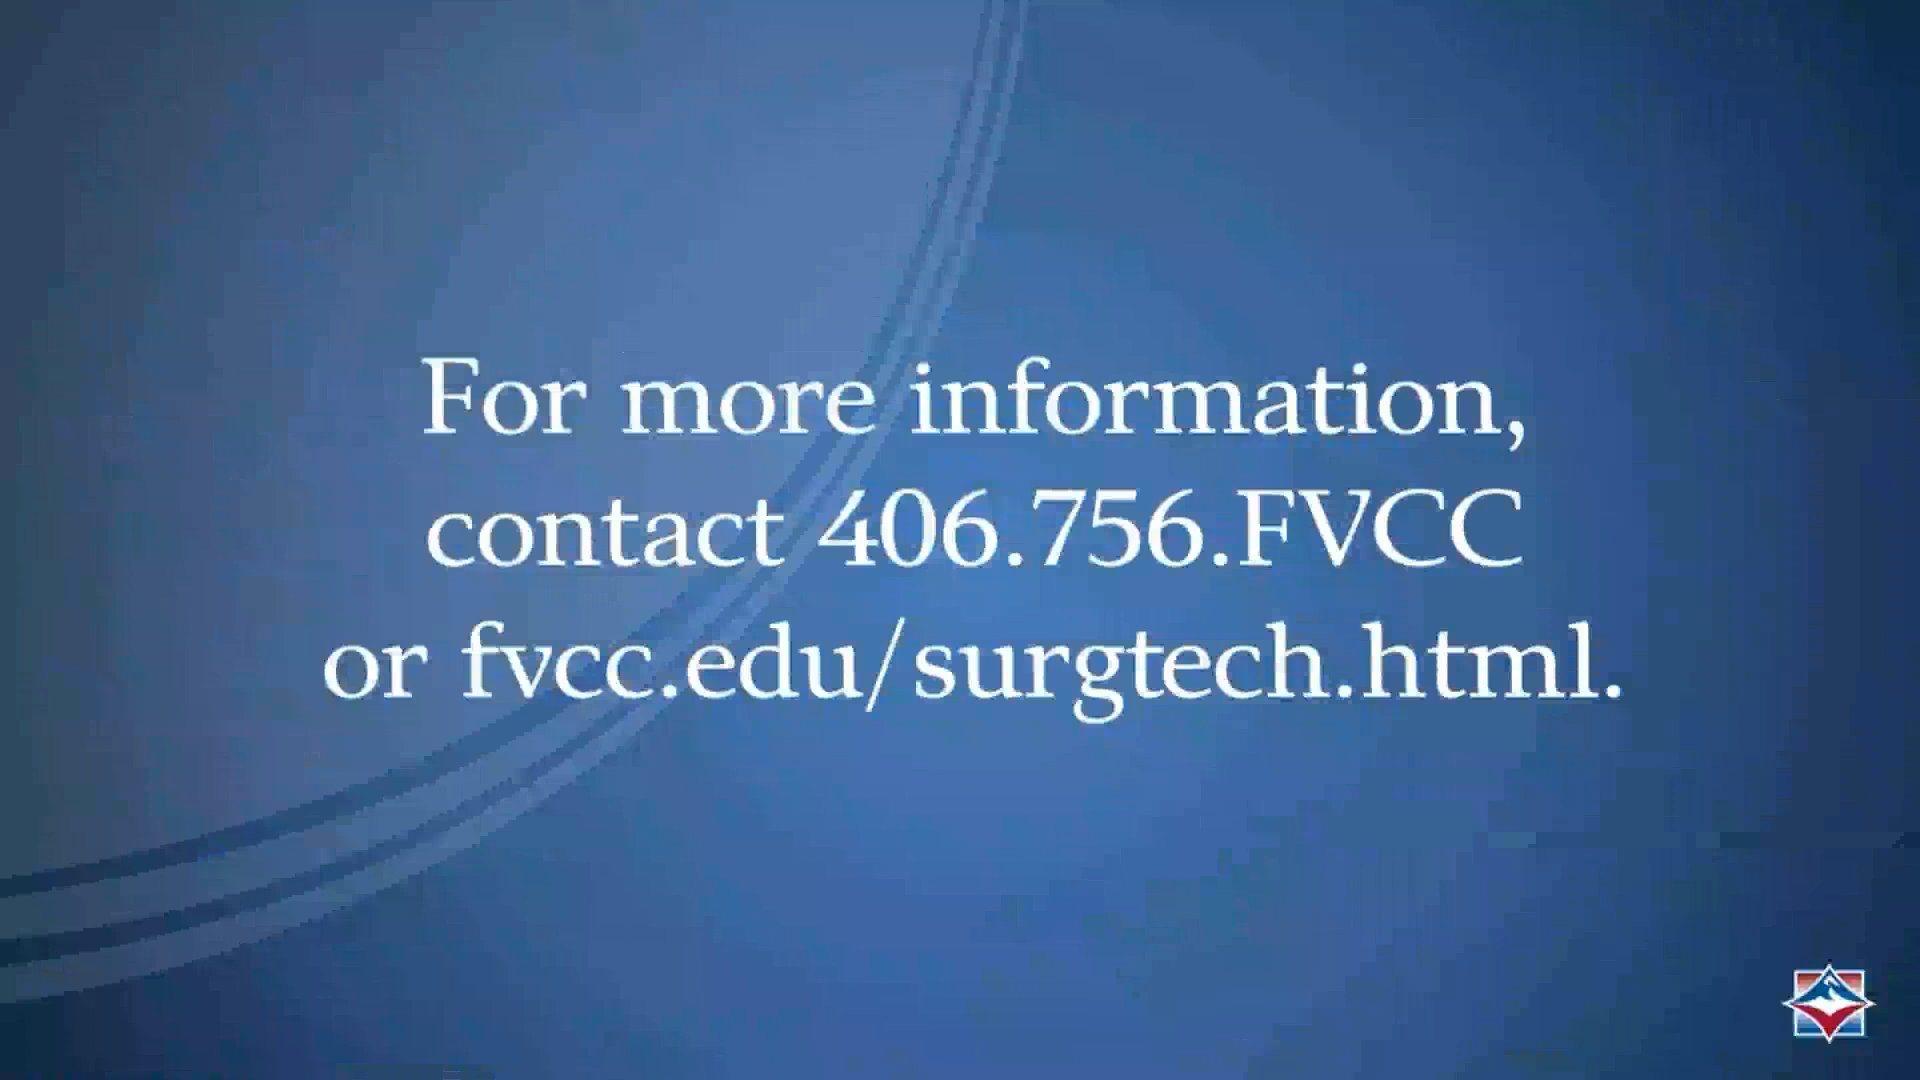 For more information,
contact 406.756.FVCC
or fvcc.edu/surgtech.html.